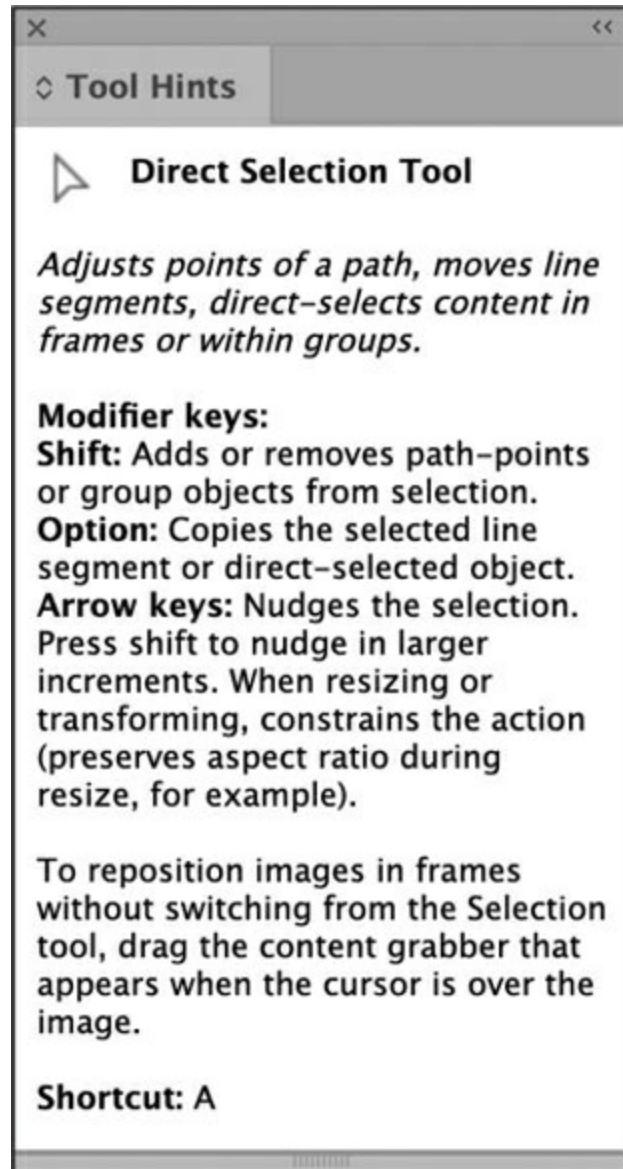 Tool Hints
Direct Selection Tool
Adjusts points of a path, moves line
segments, direct-selects content in
frames or within groups.
Modifier keys:
Shift: Adds or removes path-points
or group objects from selection.
Option: Copies the selected line
segment or direct-selected object.
Arrow keys: Nudges the selection.
Press shift to nudge in larger
increments. When resizing or
transforming, constrains the action
(preserves aspect ratio during
resize, for example).
To reposition images in frames
without switching from the Selection
tool, drag the content grabber that
appears when the cursor is over the
image.
Shortcut: A